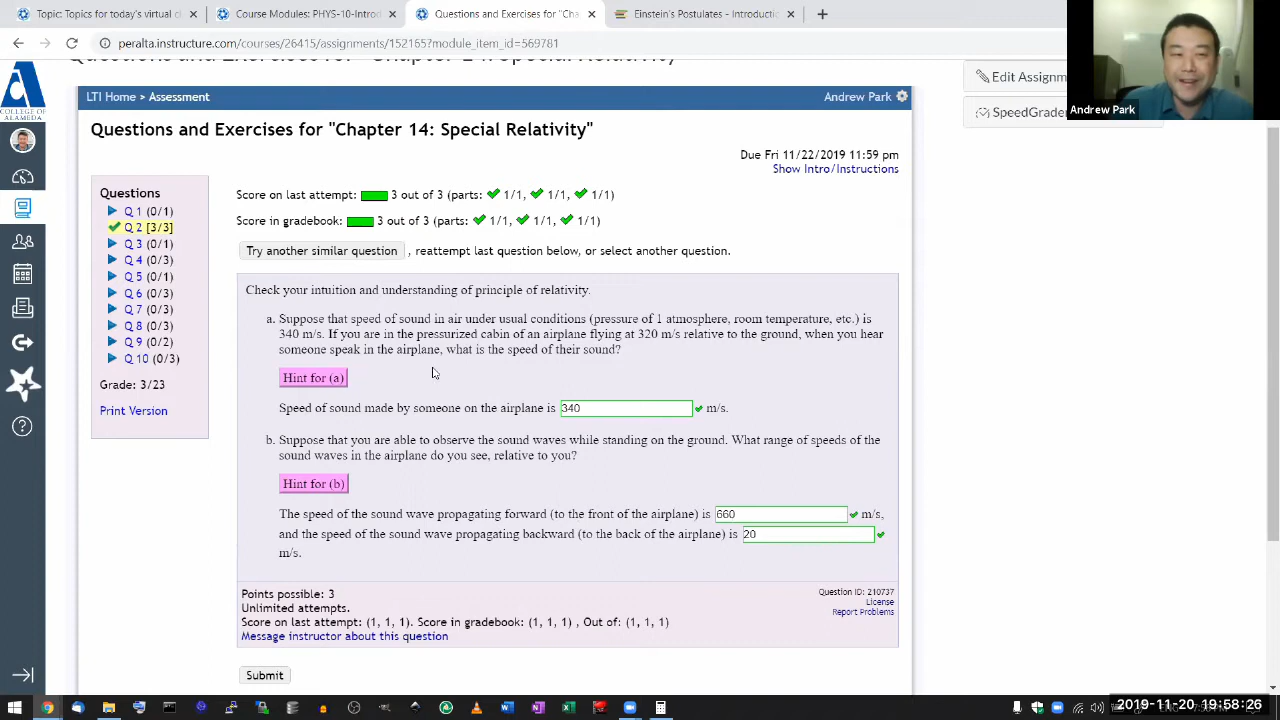 Topic: Topics for today's virtual c
Course Modules: PHYS-10-Introd
Questions and Exercises for "Cha
Einstein's Postulates – Introductio
peralta.instructure.com/courses/26415/assignments/152165?module_item_id=569781
Questions and Exercises for "Chapter 14: Special Relativity"
Edit Assignm
SpeedGrader
Andrew Park
COLLEGE OF
ALAMEDA
LTI Home > Assessment
Andrew Park
Questions and Exercises for "Chapter 14: Special Relativity"
Due Fri 11/22/2019 11:59 pm
Show Intro/Instructions
Questions
Q 1 (0/1)
Q 2 [3/3]
Q 3 (0/1)
Q 4 (0/3)
Q 5 (0/1)
Q 6 (0/3)
Q 7 (0/3)
Q 8 (0/3)
Q 9 (0/2)
Q 10 (0/3)
Grade: 3/23
Print Version
Score on last attempt: 3 out of 3 (parts: 1/1, 1/1, 1/1)
Score in gradebook: 3 out of 3 (parts: 1/1, 1/1, 1/1)
Try another similar question , reattempt last question below, or select another question.
Check your intuition and understanding of principle of relativity.
a. Suppose that speed of sound in air under usual conditions (pressure of 1 atmosphere, room temperature, etc.) is
340 m/s. If you are in the pressurized cabin of an airplane flying at 320 m/s relative to the ground, when you hear
someone speak in the airplane, what is the speed of their sound?
Hint for (a)
Speed of sound made by someone on the airplane is 340 m/s.
b. Suppose that you are able to observe the sound waves while standing on the ground. What range of speeds of the
sound waves in the airplane do you see, relative to you?
Hint for (b)
The speed of the sound wave propagating forward (to the front of the airplane) is 660 m/s,
and the speed of the sound wave propagating backward (to the back of the airplane) is 20
m/s.
Points possible: 3
Unlimited attempts.
Score on last attempt: (1, 1, 1). Score in gradebook: (1, 1, 1) , Out of: (1, 1, 1)
Message instructor about this question
Question ID: 210737
License
Report Problems
Submit
2019-11-20 19:58:26